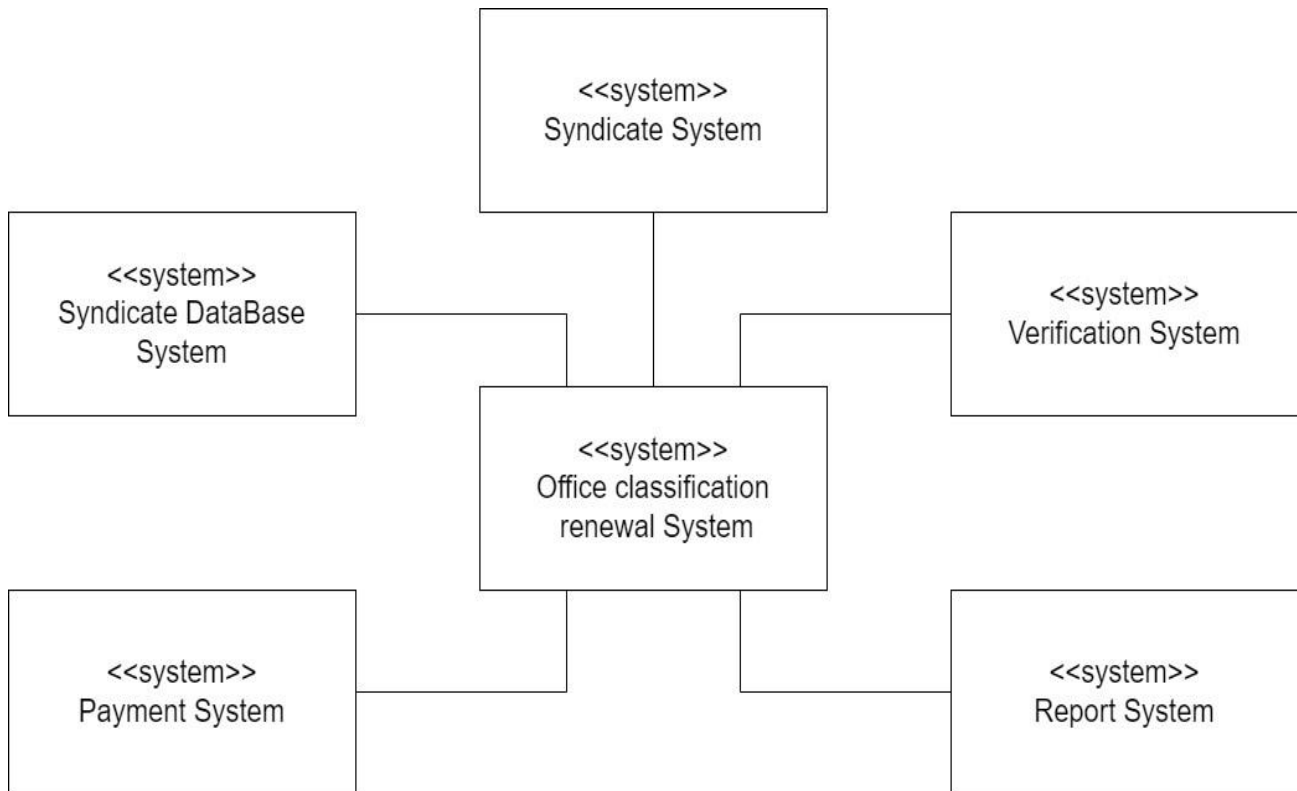 <<system>>
Syndicate System
<<system>>
Syndicate DataBase
System
<<system>>
Verification System
<<system>>
Office classification
renewal System
<<system>>
Payment System
<<system>>
Report System